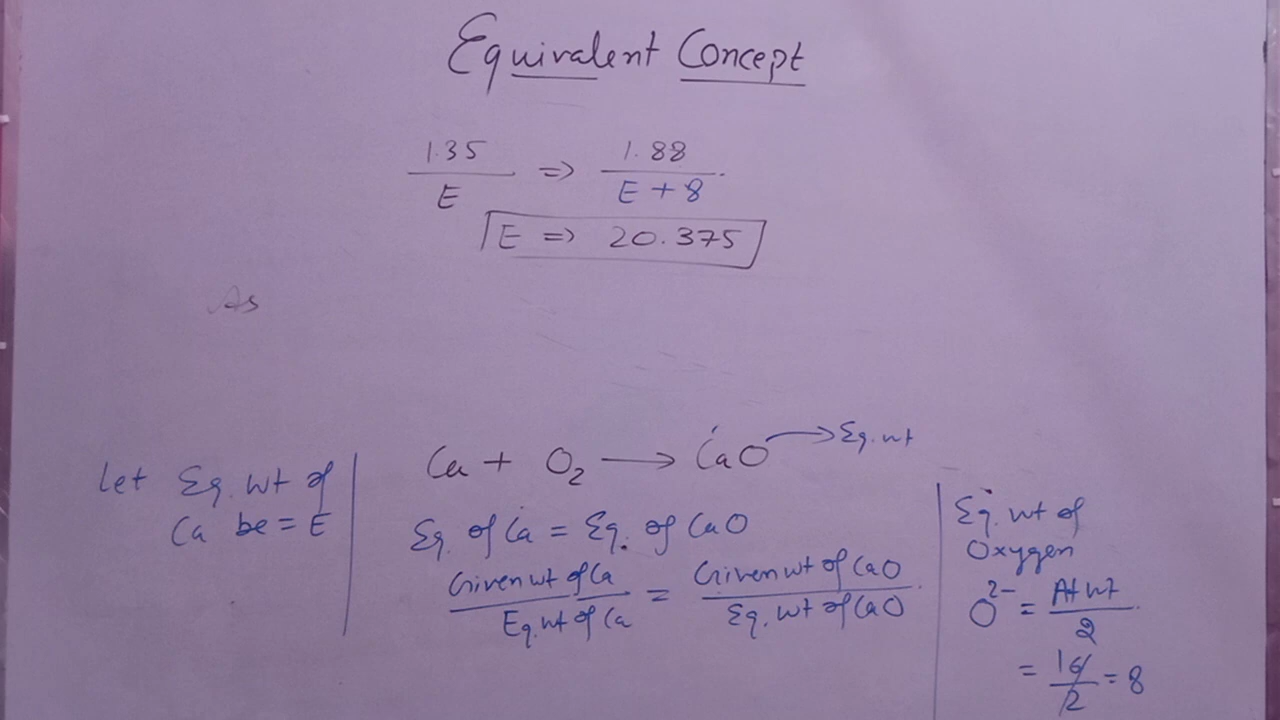 Equivalent Concept
1.35 / E => 1.88 / E + 8
E => 20.375
As
Ca + O₂ ⟶ CaO → Eq. wt
let Eq. wt of
Ca be = E
Eq. of Ca = Eq. of CaO
Given wt of Ca / Eq. wt of Ca = Given wt of CaO / Eq. wt of CaO
Eq. wt of
Oxygen
O²⁻ = At wt / 2
= 16 / 2 = 8